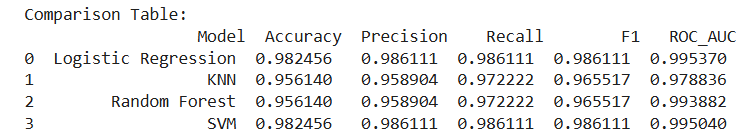 Comparison Table:
Model Accuracy Precision Recall F1 ROC_AUC
0 Logistic Regression 0.982456 0.986111 0.986111 0.986111 0.995370
1 KNN 0.956140 0.958904 0.972222 0.965517 0.978836
2 Random Forest 0.956140 0.958904 0.972222 0.965517 0.993882
3 SVM 0.982456 0.986111 0.986111 0.986111 0.995040